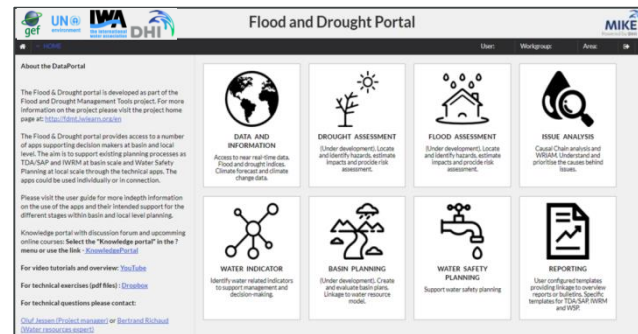 gef
UN
environment
IWA
the international
water association
DHI
Flood and Drought Portal
MIKE
Powered by DHI
HOME
User:
Workgroup:
Area:
About the DataPortal
The Flood & Drought portal is developed as part of the
Flood and Drought Management Tools project. For more
information on the project please visit the project home
page at: http://fdmt.iwlearn.org/en
The Flood & Drought portal provides access to a number
of apps supporting decision makers at basin and local
level. The aim is to support existing planning processes as
TDA/SAP and IWRM at basin scale and Water Safety
Planning at local scale through the technical apps. The
apps could be used individually or in connection.
Please visit the user guide for more indepth information
on the use of the apps and their intended support for the
different stages within basin and local level planning.
Knowledge portal with discussion forum and upcomming
online courses: Select the "Knowledge portal" in the ?
menu or use the link - KnowledgePortal
For video tutorials and overview: YouTube
For technical exercises (pdf files) : Dropbox
For technical questions please contact:
Oluf Jessen (Project manager) or Bertrand Richaud
(Water resources expert)
DATA AND
INFORMATION
Access to near real-time data.
Flood and drought indices.
Climate forecast and climate
change data.
DROUGHT ASSESSMENT
(Under development). Locate
and identify hazards, estimate
impacts and provide risk
assessment.
FLOOD ASSESSMENT
(Under development). Locate
and identify hazards, estimate
impacts and provide risk
assessment.
ISSUE ANALYSIS
Causal Chain analysis and
WRIAM. Understand and
prioritise the causes behind
issues.
WATER INDICATOR
Identify water related indicators
to support management and
decision-making.
BASIN PLANNING
(Under development). Create
and evaluate basin plans.
Linkage to water resource
model.
WATER SAFETY
PLANNING
Support water safety planning
REPORTING
User configured templates
providing linkage to overview
reports or bulletins. Specific
templates for TDA/SAP, IWRM
and WSP.